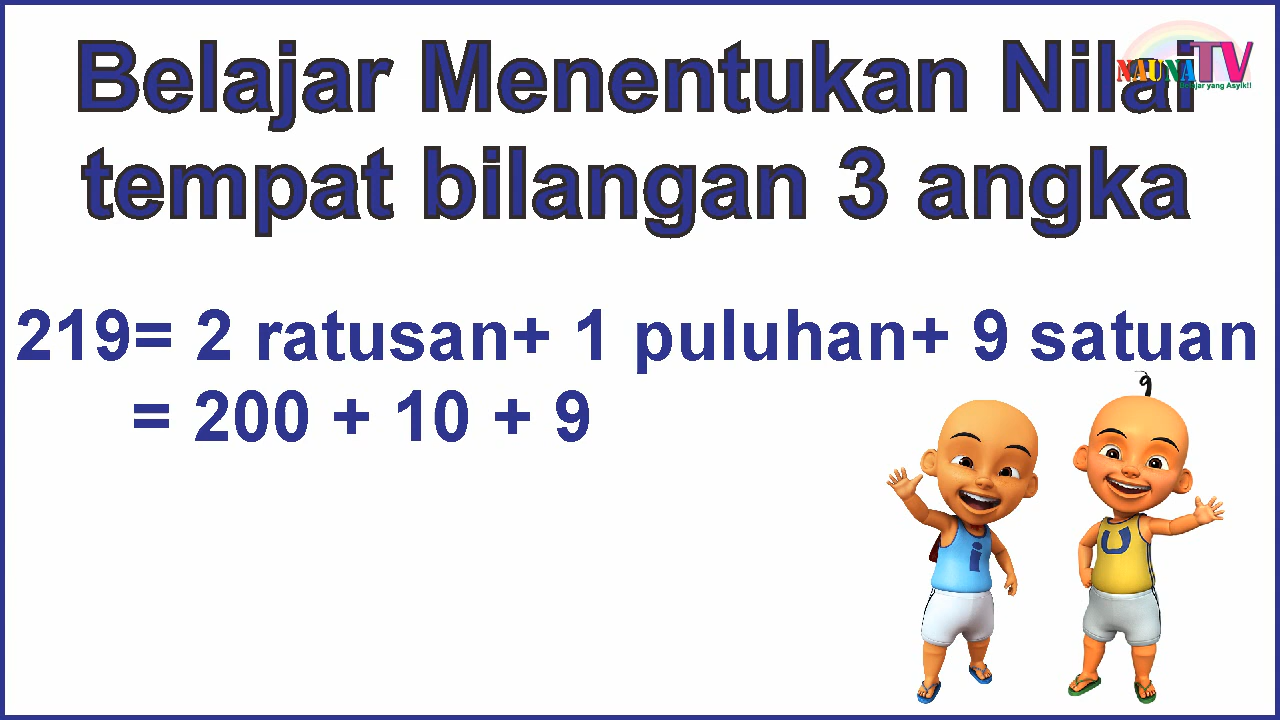 Belajar Menentukan Nilai
NAUNA TV
Belajar yang Asyik!!
tempat bilangan 3 angka
219= 2 ratusan+ 1 puluhan+ 9 satuan
= 200 + 10 + 9
i
U